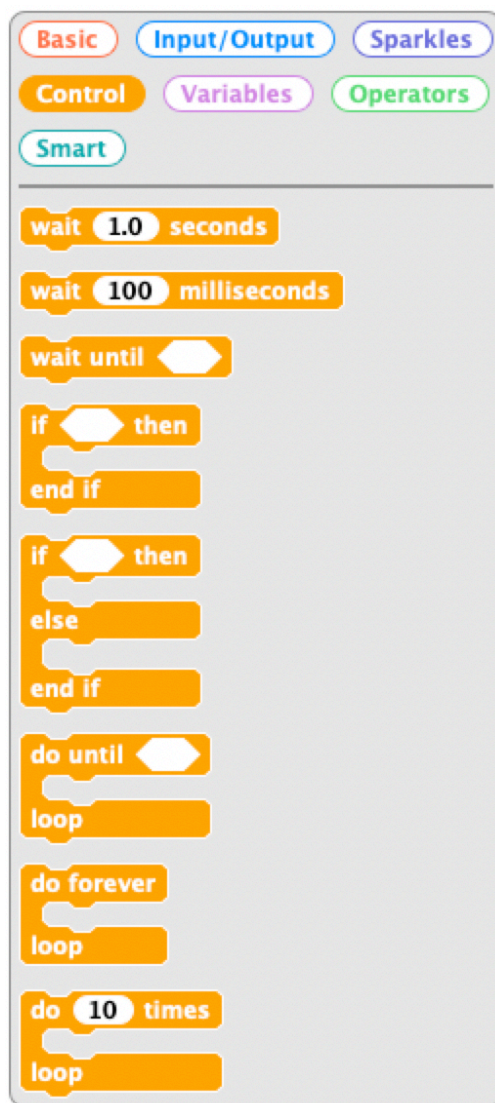 Basic Input/Output Sparkles
Control Variables Operators
Smart
wait 1.0 seconds
wait 100 milliseconds
wait until
if then
end if
if then
else
end if
do until
loop
do forever
loop
do 10 times
loop